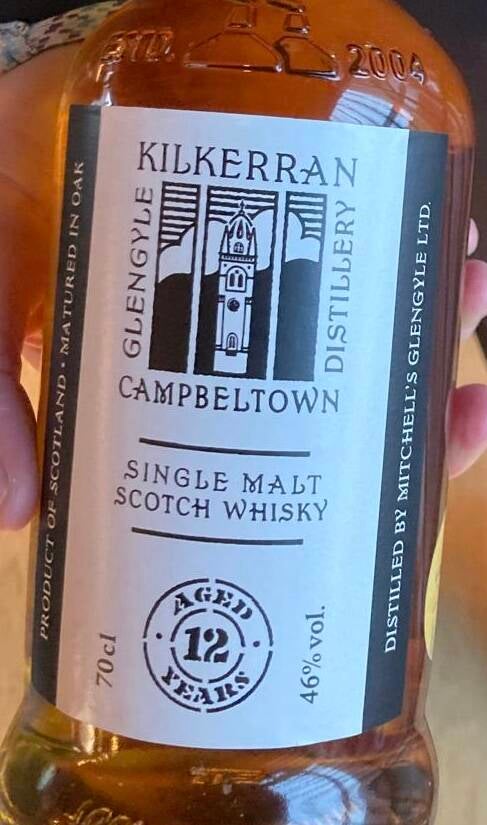 2004
KILKERRAN
GLENGYLE
DISTILLERY
CAMPBELTOWN
SINGLE MALT
SCOTCH WHISKY
AGED
12
YEARS
70cl
46% vol.
PRODUCT OF SCOTLAND • MATURED IN OAK
DISTILLED BY MITCHELL'S GLENGYLE LTD.